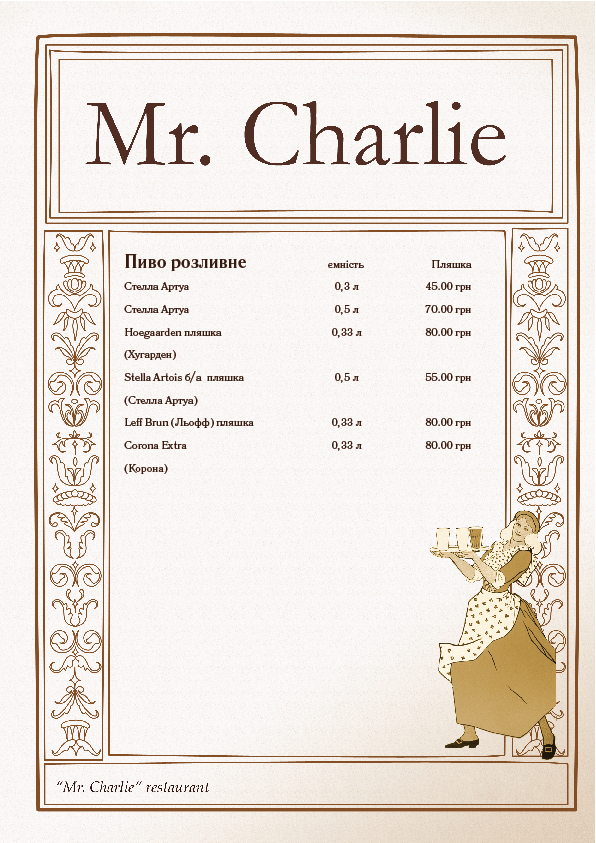 Mr. Charlie
Пиво розливне ємність Пляшка
Стелла Артуа 0,3 л 45.00 грн
Стелла Артуа 0,5 л 70.00 грн
Hoegaarden пляшка 0,33 л 80.00 грн
(Хугарден)
Stella Artois б/а пляшка 0,5 л 55.00 грн
(Стелла Артуа)
Leff Brun (Льофф) пляшка 0,33 л 80.00 грн
Corona Extra 0,33 л 80.00 грн
(Корона)
"Mr. Charlie" restaurant